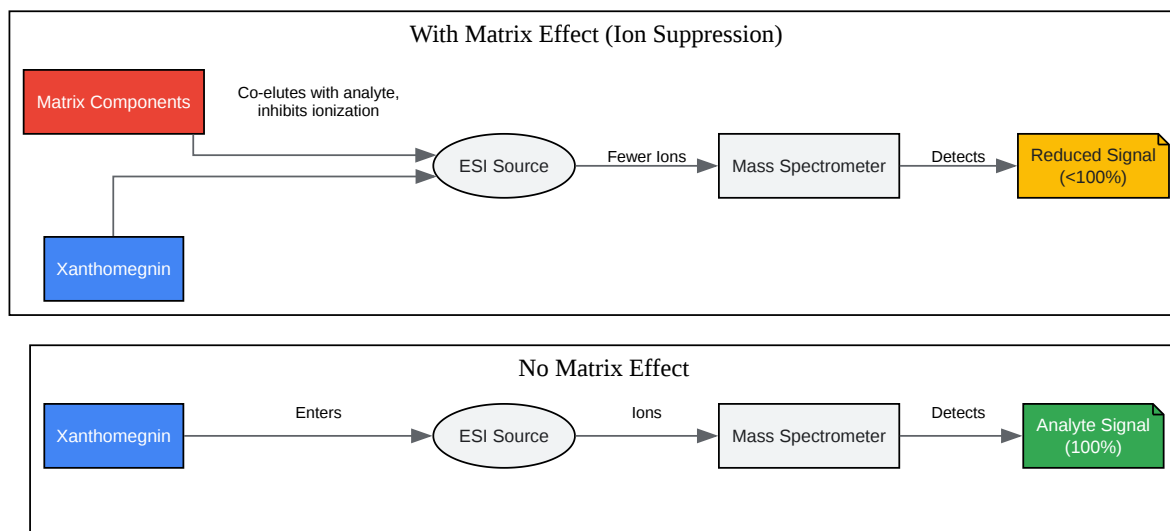 With Matrix Effect (Ion Suppression)
Matrix Components
Co-elutes with analyte,
inhibits ionization
ESI Source
Fewer Ions
Mass Spectrometer
Detects
Reduced Signal
(<100%)
Xanthomegnin
No Matrix Effect
Xanthomegnin
Enters
ESI Source
Ions
Mass Spectrometer
Detects
Analyte Signal
(100%)